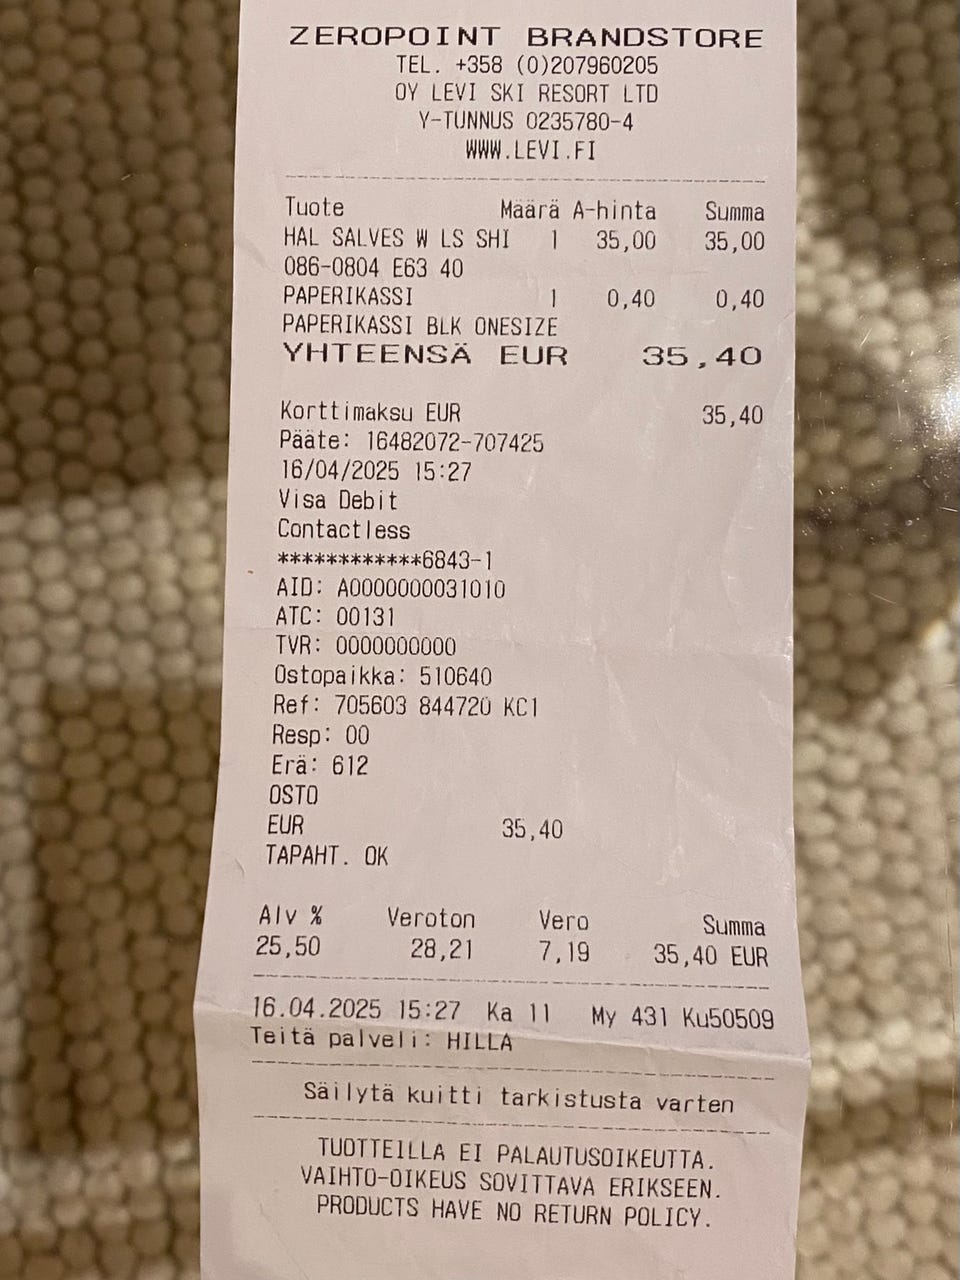 ZEROPOINT BRANDSTORE
TEL. +358 (0)207960205
OY LEVI SKI RESORT LTD
Y-TUNNUS 0235780-4
WWW.LEVI.FI
Tuote Määrä A-hinta Summa
HAL SALVES W LS SHI 1 35,00 35,00
086-0804 E63 40
PAPERIKASSI 1 0,40 0,40
PAPERIKASSI BLK ONESIZE
YHTEENSÄ EUR 35,40
Korttimaksu EUR 35,40
Pääte: 16482072-707425
16/04/2025 15:27
Visa Debit
Contactless
************6843-1
AID: A0000000031010
ATC: 00131
TVR: 0000000000
Ostopaikka: 510640
Ref: 705603 844720 KC1
Resp: 00
Erä: 612
OSTO
EUR 35,40
TAPAHT. OK
Alv % Veroton Vero Summa
25,50 28,21 7,19 35,40 EUR
16.04.2025 15:27 Ka 11 My 431 Ku50509
Teitä palveli: HILLA
Säilytä kuitti tarkistusta varten
TUOTTEILLA EI PALAUTUSOIKEUTTA.
VAIHTO-OIKEUS SOVITTAVA ERIKSEEN.
PRODUCTS HAVE NO RETURN POLICY.